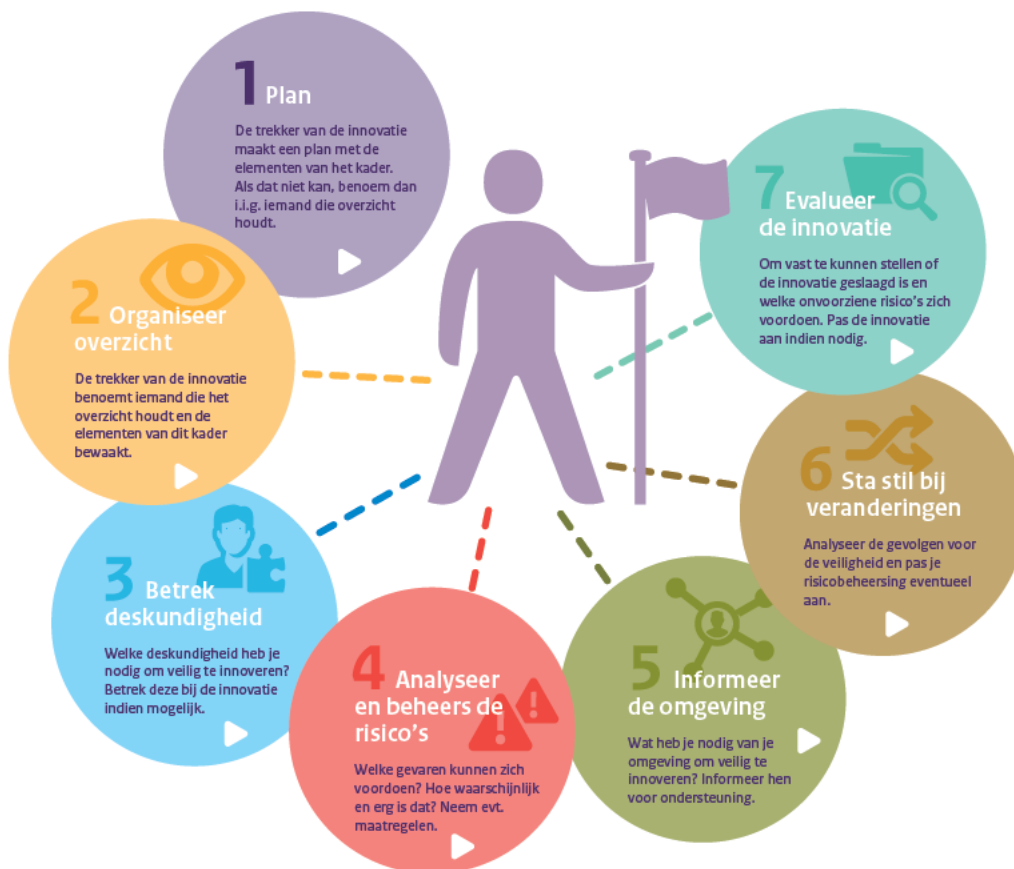 1 Plan
De trekker van de innovatie
maakt een plan met de
elementen van het kader.
Als dat niet kan, benoem dan
i.i.g. iemand die overzicht
houdt.
2 Organiseer
overzicht
De trekker van de innovatie
benoemt iemand die het
overzicht houdt en de
elementen van dit kader
bewaakt.
3 Betrek
deskundigheid
Welke deskundigheid heb je
nodig om veilig te innoveren?
Betrek deze bij de innovatie
indien mogelijk.
4 Analyseer
en beheers de
risico's
Welke gevaren kunnen zich
voordoen? Hoe waarschijnlijk
en erg is dat? Neem evt.
maatregelen.
5 Informeer
de omgeving
Wat heb je nodig van je
omgeving om veilig te
innoveren? Informeer hen
voor ondersteuning.
6 Sta stil bij
veranderingen
Analyseer de gevolgen voor
de veiligheid en pas je
risicobeheersing eventueel
aan.
7 Evalueer
de innovatie
Om vast te kunnen stellen of
de innovatie geslaagd is en
welke onvoorziene risico's zich
voordoen. Pas de innovatie
aan indien nodig.